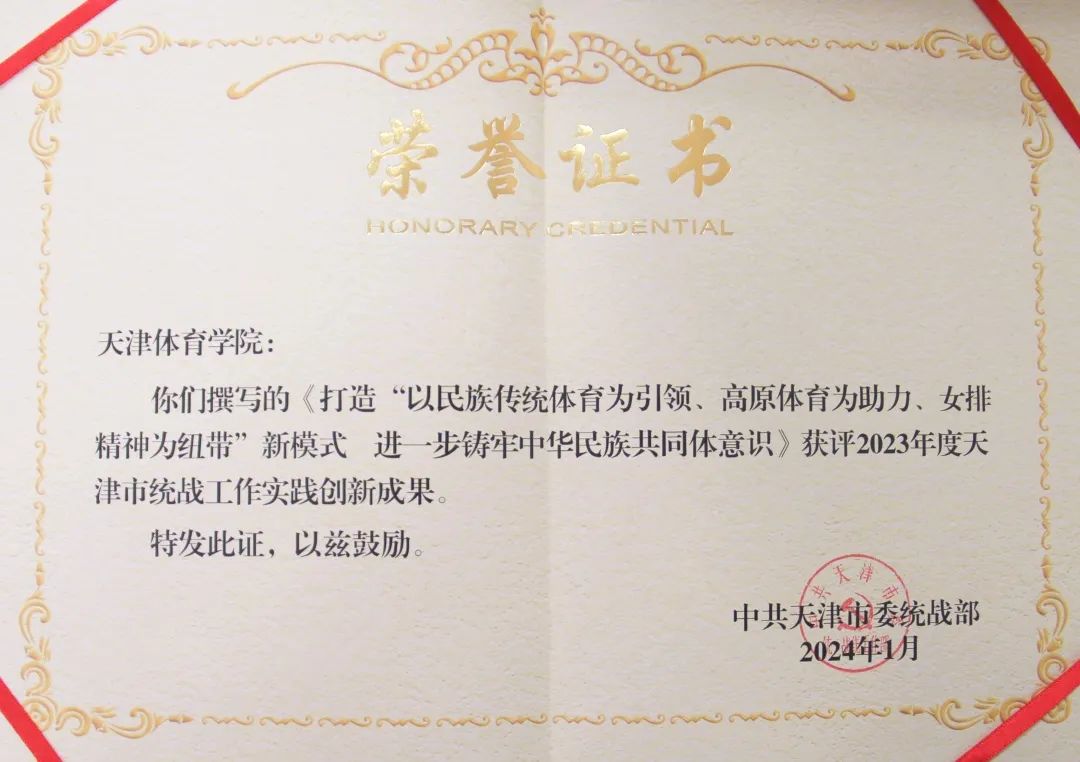 荣誉证书
HONORARY CREDENTIAL
天津体育学院：
你们撰写的《打造“以民族传统体育为引领、高原体育为助力、女排
精神为纽带”新模式　进一步铸牢中华民族共同体意识》获评2023年度天
津市统战工作实践创新成果。
特发此证，以兹鼓励。
中共天津市委统战部
2024年1月